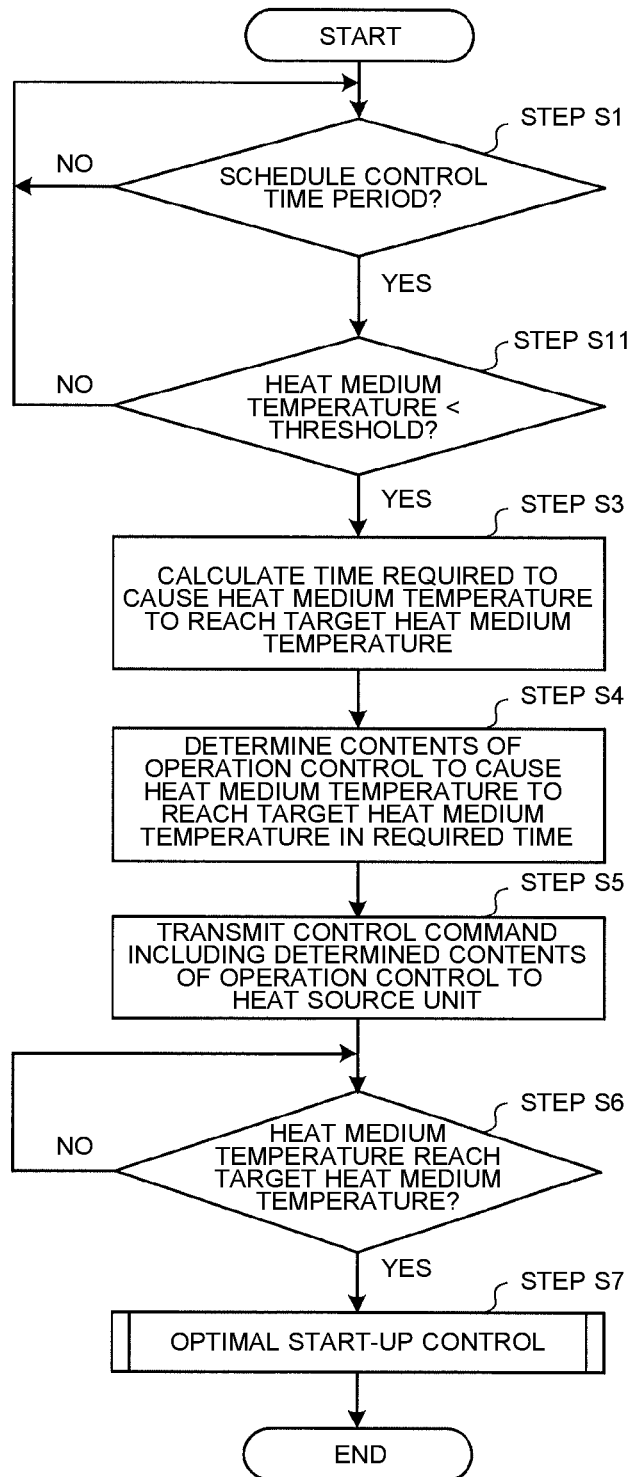 START
STEP S1
NO
SCHEDULE CONTROL
TIME PERIOD?
YES
STEP S11
NO
HEAT MEDIUM
TEMPERATURE <
THRESHOLD?
YES
STEP S3
CALCULATE TIME REQUIRED TO
CAUSE HEAT MEDIUM TEMPERATURE
TO REACH TARGET HEAT MEDIUM
TEMPERATURE
STEP S4
DETERMINE CONTENTS OF
OPERATION CONTROL TO CAUSE
HEAT MEDIUM TEMPERATURE TO
REACH TARGET HEAT MEDIUM
TEMPERATURE IN REQUIRED TIME
STEP S5
TRANSMIT CONTROL COMMAND
INCLUDING DETERMINED CONTENTS
OF OPERATION CONTROL TO
HEAT SOURCE UNIT
STEP S6
NO
HEAT MEDIUM
TEMPERATURE REACH
TARGET HEAT MEDIUM
TEMPERATURE?
YES
STEP S7
OPTIMAL START-UP CONTROL
END